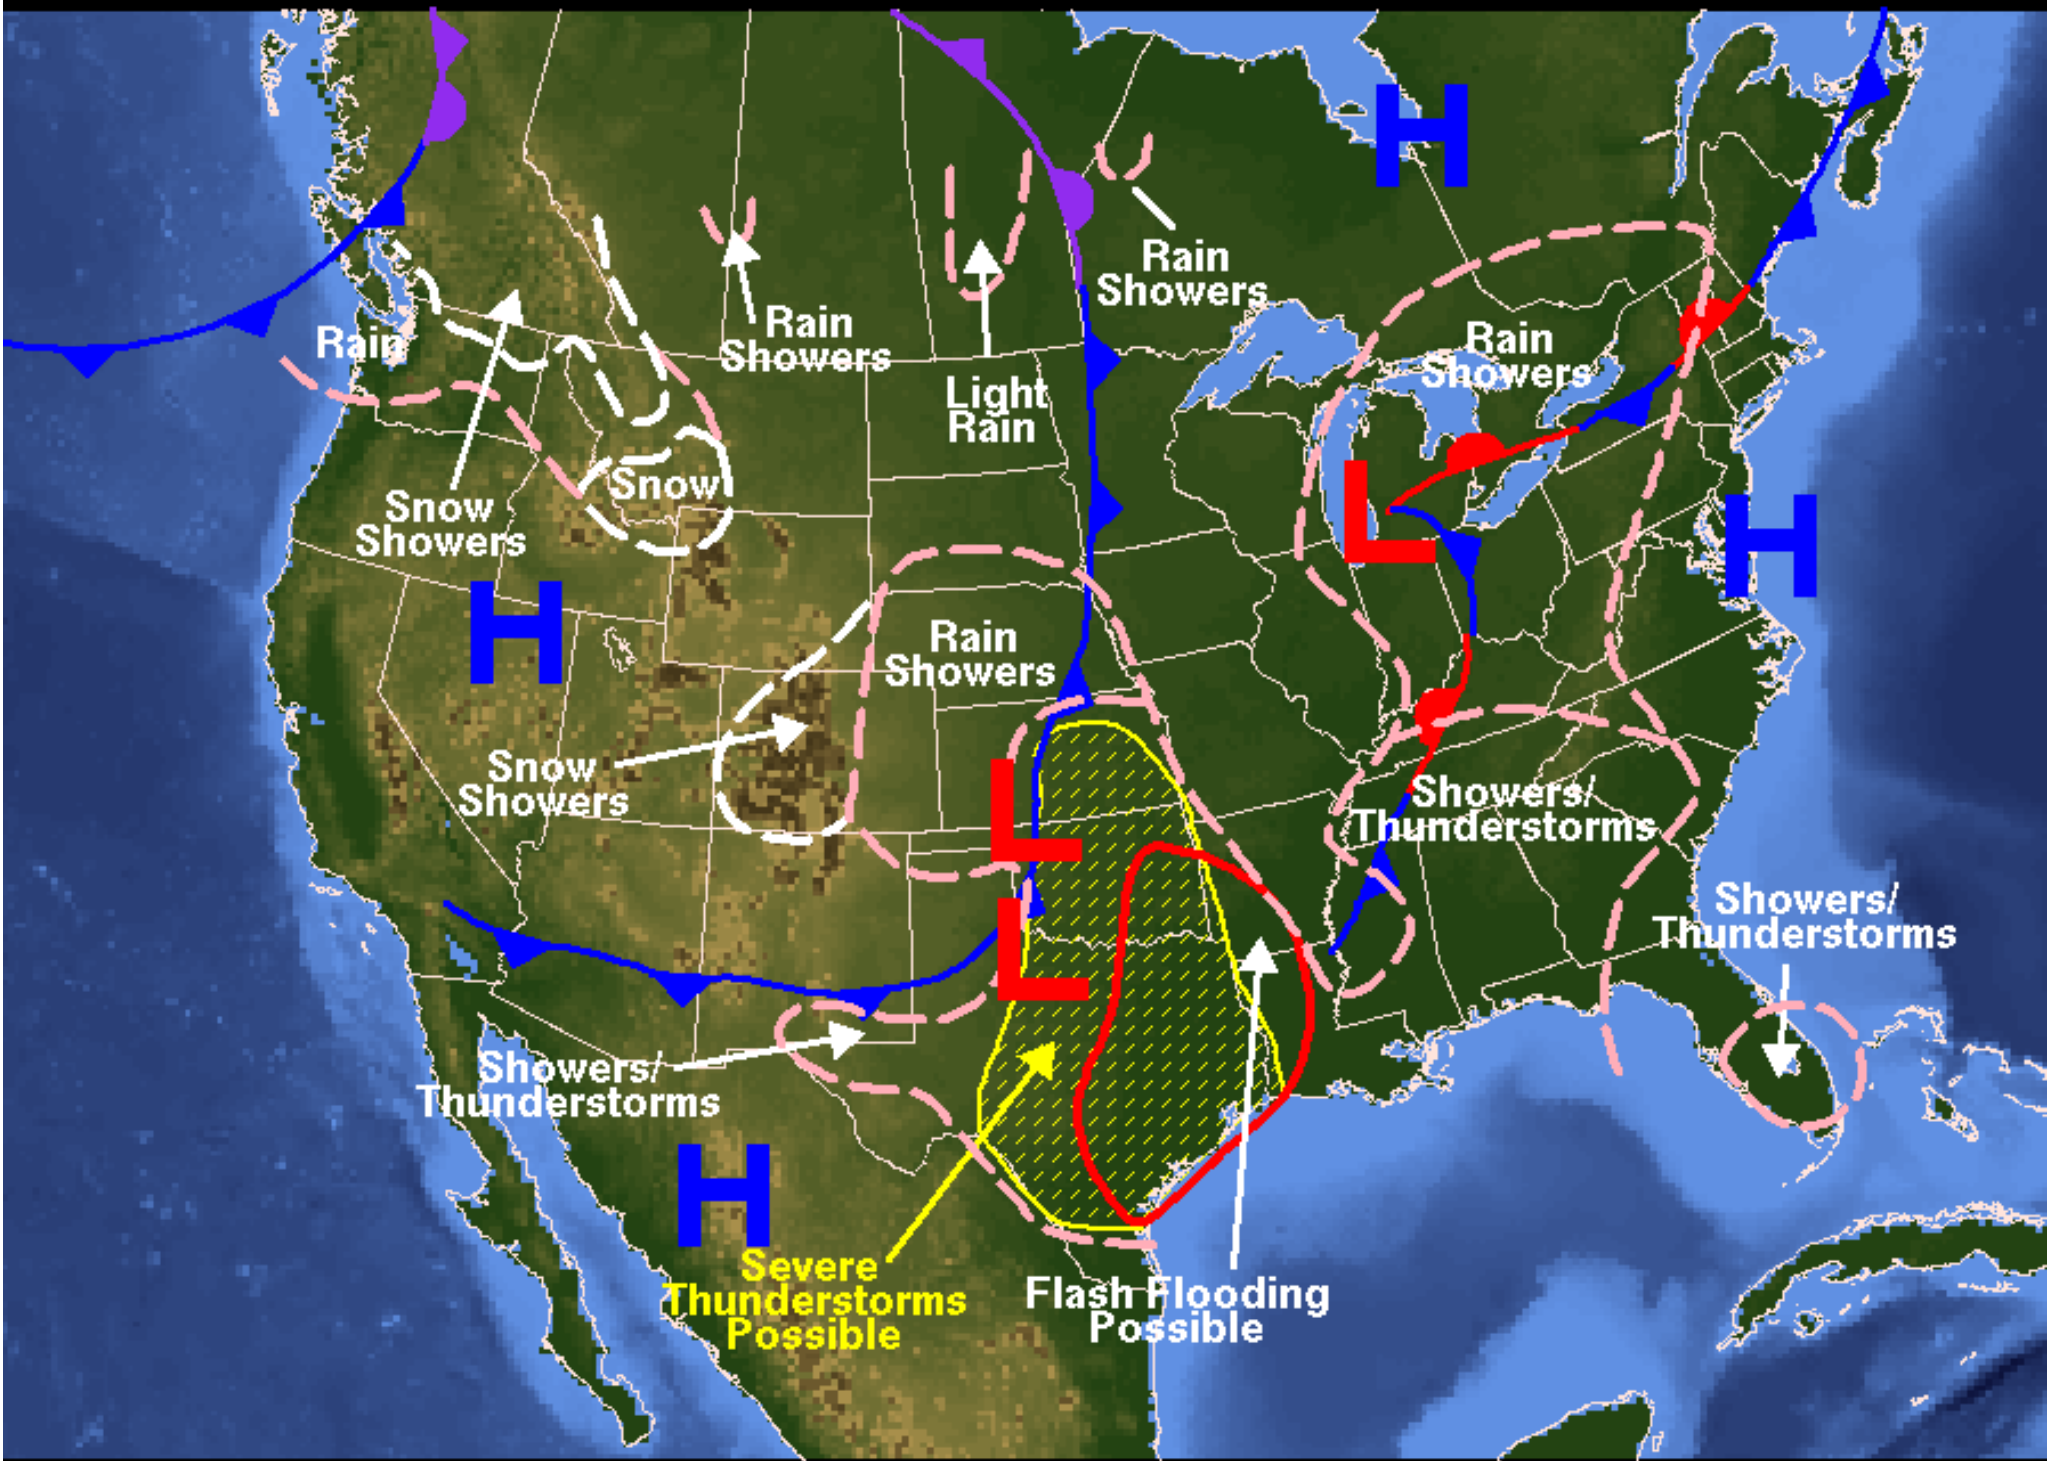 H
Rain
Showers
Rain
Showers
Rain
Rain
Showers
Light
Rain
L
Snow
Snow
Showers
H
H
Rain
Showers
Snow
Showers
L
Showers/
Thunderstorms
L
Showers/
Thunderstorms
Showers/
Thunderstorms
H
Severe
Thunderstorms
Possible
Flash Flooding
Possible